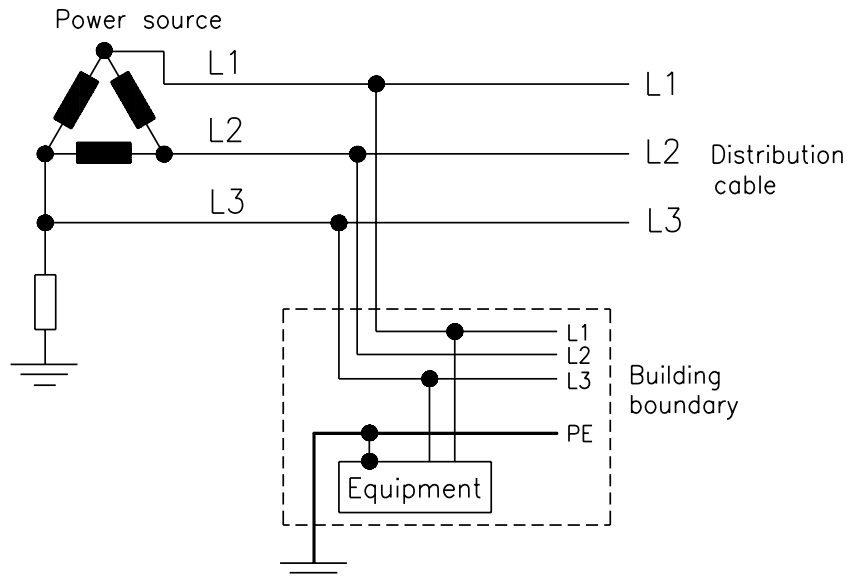 Power source
L1
L1
L2
L2
Distribution
cable
L3
L3
L1
L2
L3
Building
boundary
PE
Equipment